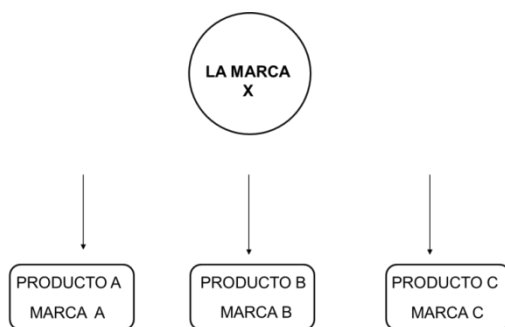 LA MARCA
X
PRODUCTO A
MARCA A
PRODUCTO B
MARCA B
PRODUCTO C
MARCA C